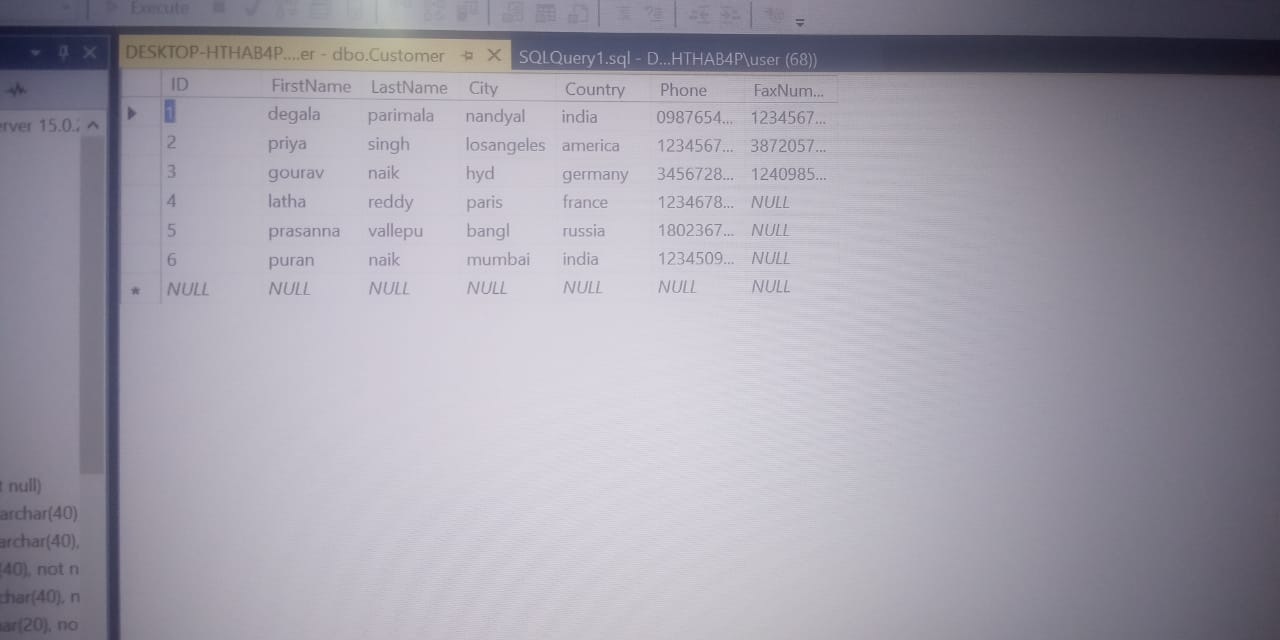 Execute
DESKTOP-HTHAB4P....er - dbo.Customer
SQLQuery1.sql - D...HTHAB4P\user (68))
ID FirstName LastName City Country Phone FaxNum...
1 degala parimala nandyal india 0987654... 1234567...
2 priya singh losangeles america 1234567... 3872057...
3 gourav naik hyd germany 3456728... 1240985...
4 latha reddy paris france 1234678... NULL
5 prasanna vallepu bangl russia 1802367... NULL
6 puran naik mumbai india 1234509... NULL
* NULL NULL NULL NULL NULL NULL NULL
erver 15.0.
t null)
archar(40)
archar(40),
(40), not n
char(40), n
ar(20), no